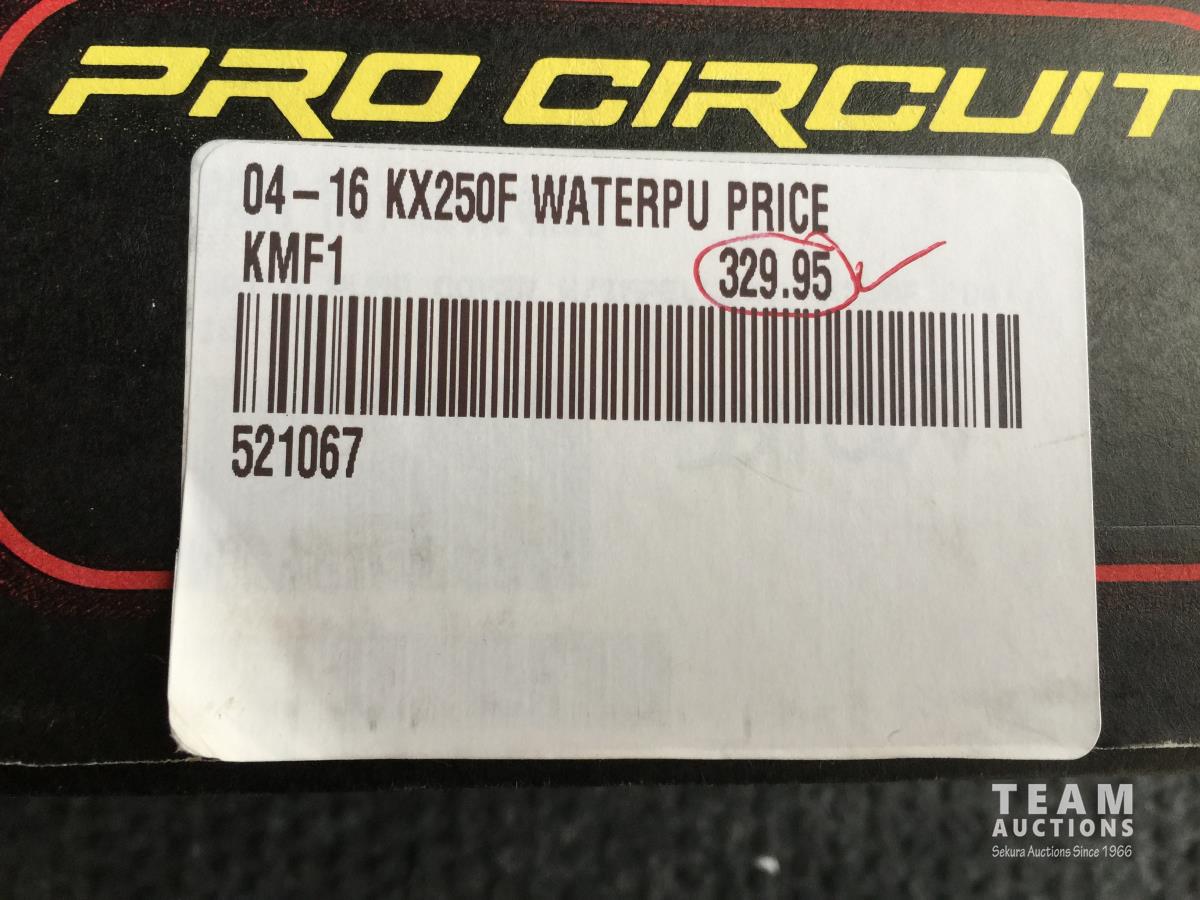 PRO CIRCUIT
04-16 KX250F WATERPU PRICE
KMF1 329.95
521067
TEAM
AUCTIONS
Sekura Auctions Since 1966